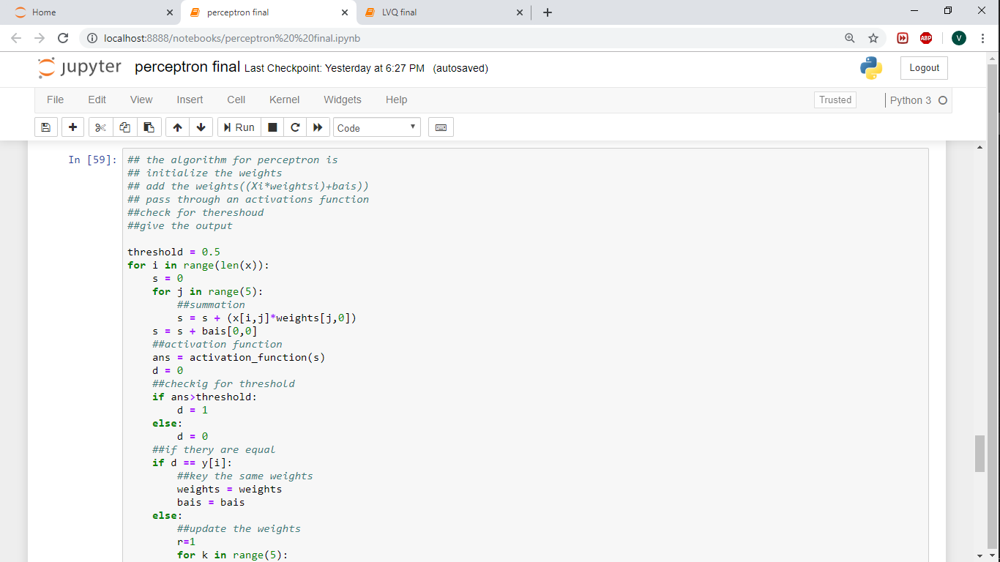 Home
perceptron final
LVQ final
localhost:8888/notebooks/perceptron%20%20final.ipynb
ABP
V
jupyter perceptron final Last Checkpoint: Yesterday at 6:27 PM (autosaved)
Logout
File Edit View Insert Cell Kernel Widgets Help
Trusted
Python 3
Run
Code
In [59]:
## the algorithm for perceptron is
## initialize the weights
## add the weights((Xi*weightsi)+bais))
## pass through an activations function
##check for thereshoud
##give the output
threshold = 0.5
for i in range(len(x)):
    s = 0
    for j in range(5):
        ##summation
        s = s + (x[i,j]*weights[j,0])
    s = s + bais[0,0]
    ##activation function
    ans = activation_function(s)
    d = 0
    ##checkig for threshold
    if ans>threshold:
        d = 1
    else:
        d = 0
    ##if thery are equal
    if d == y[i]:
        ##key the same weights
        weights = weights
        bais = bais
    else:
        ##update the weights
        r=1
        for k in range(5):